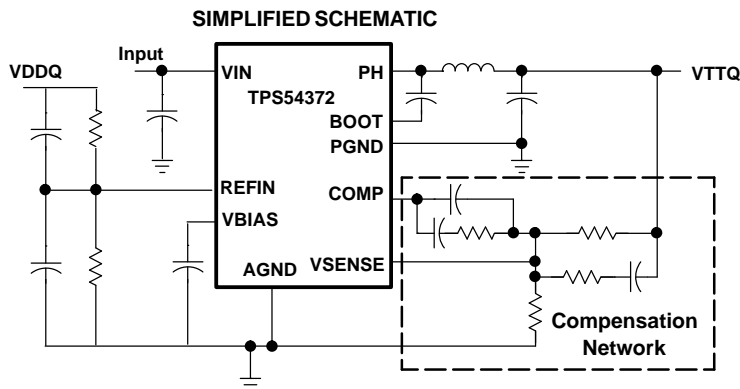 SIMPLIFIED SCHEMATIC
Input
VDDQ
VIN
PH
VTTQ
TPS54372
BOOT
PGND
REFIN
COMP
VBIAS
VSENSE
AGND
Compensation
Network